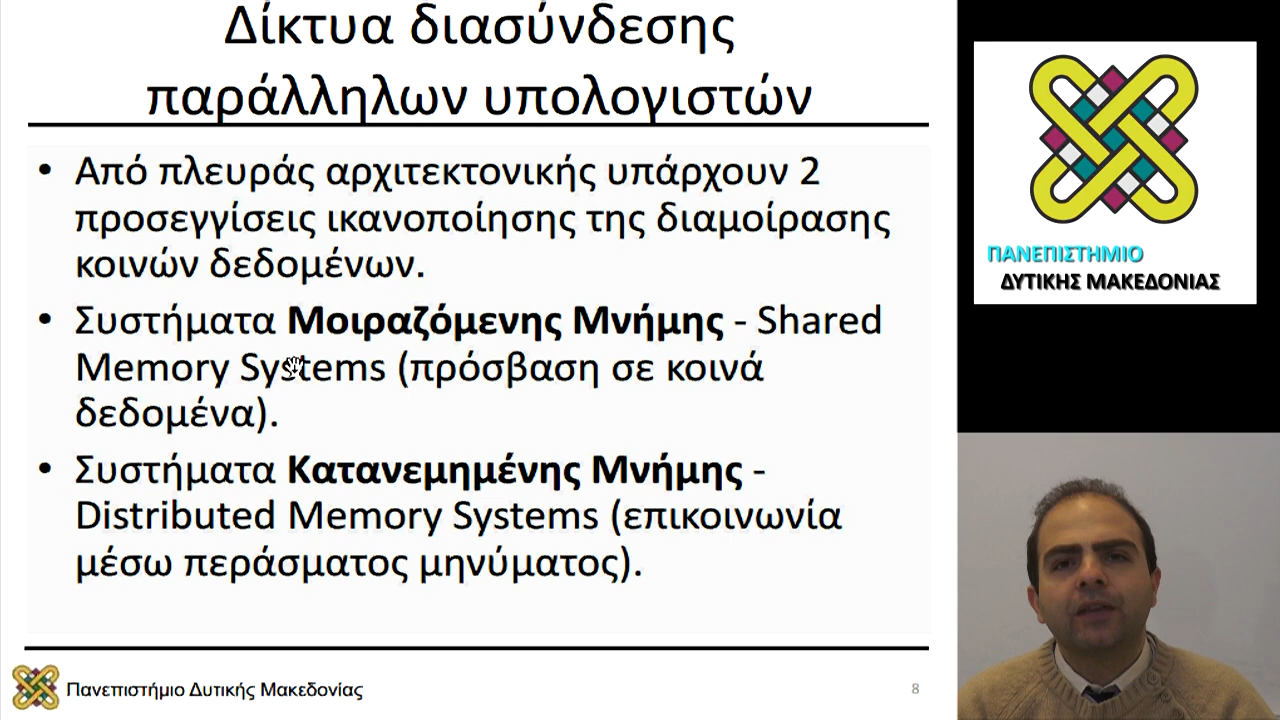 Δίκτυα διασύνδεσης
παράλληλων υπολογιστών
• Από πλευράς αρχιτεκτονικής υπάρχουν 2
προσεγγίσεις ικανοποίησης της διαμοίρασης
κοινών δεδομένων.
• Συστήματα Μοιραζόμενης Μνήμης - Shared
Memory Systems (πρόσβαση σε κοινά
δεδομένα).
• Συστήματα Κατανεμημένης Μνήμης -
Distributed Memory Systems (επικοινωνία
μέσω περάσματος μηνύματος).
Πανεπιστήμιο Δυτικής Μακεδονίας
8
ΠΑΝΕΠΙΣΤΗΜΙΟ
ΔΥΤΙΚΗΣ ΜΑΚΕΔΟΝΙΑΣ